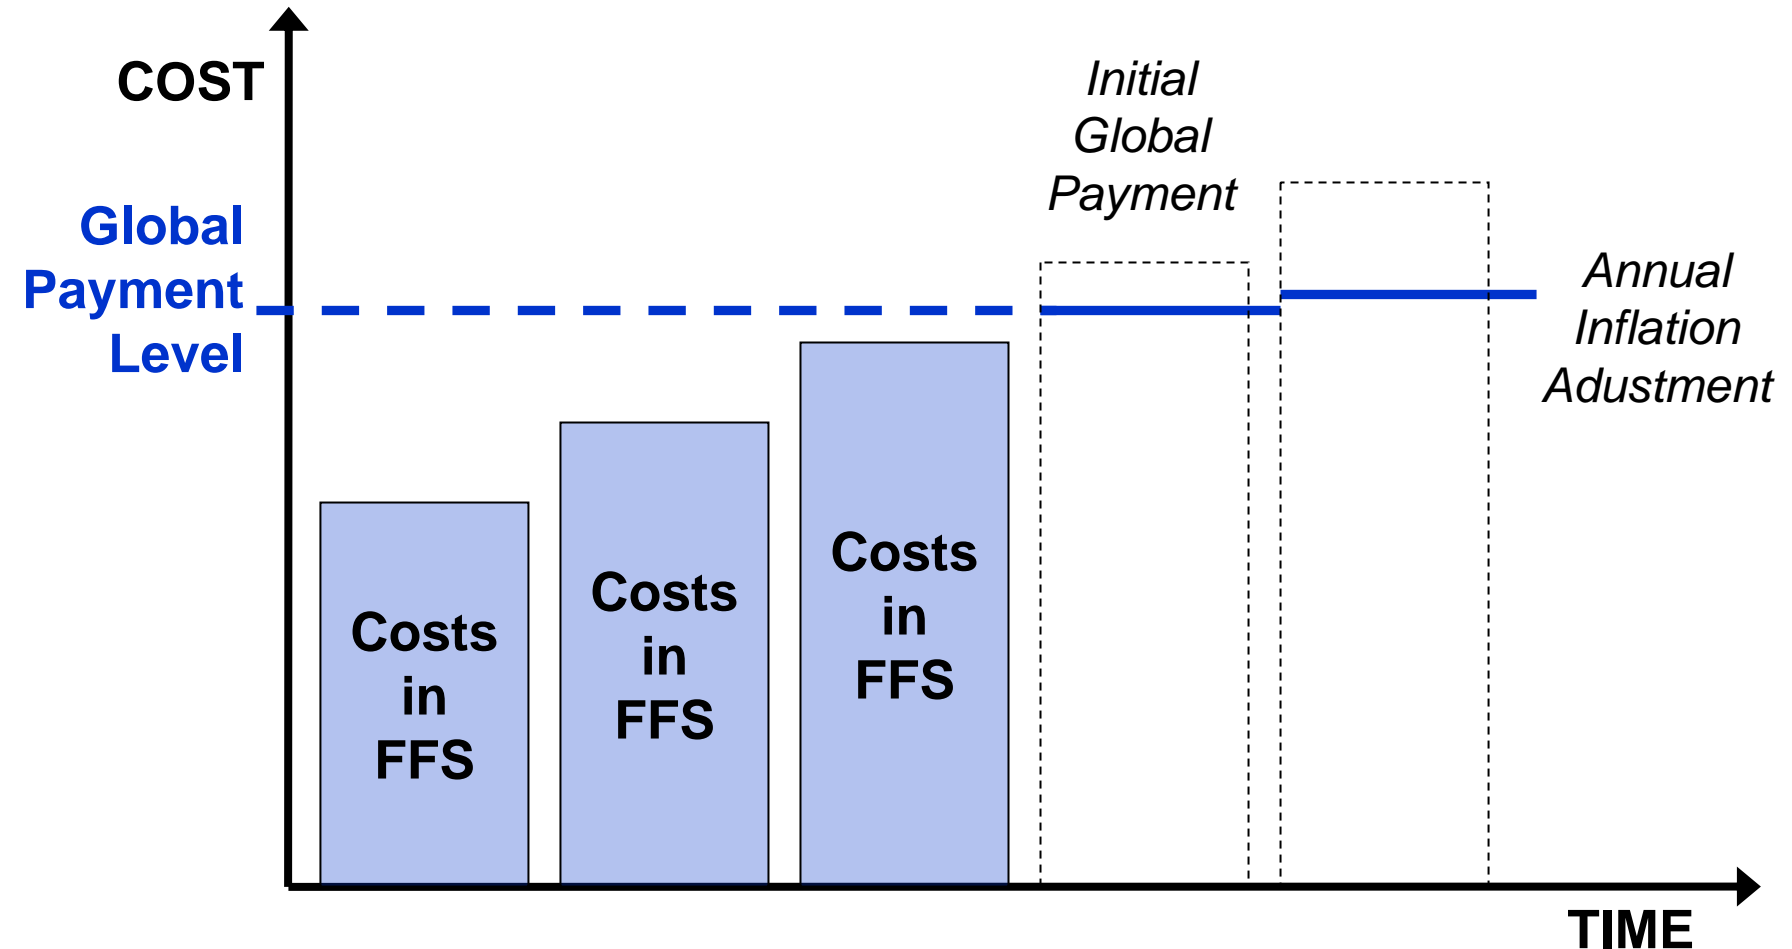 COST
Global
Payment
Level
Initial
Global
Payment
Annual
Inflation
Adustment
Costs
in
FFS
Costs
in
FFS
Costs
in
FFS
TIME